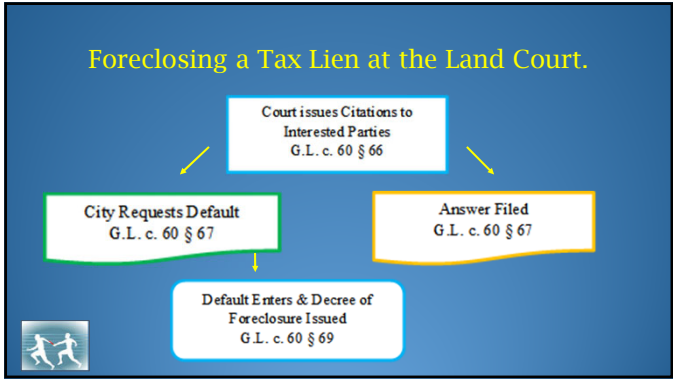 Foreclosing a Tax Lien at the Land Court.
Court issues Citations to
Interested Parties
G.L. c. 60 § 66
City Requests Default
G.L. c. 60 § 67
Answer Filed
G.L. c. 60 § 67
Default Enters & Decree of
Foreclosure Issued
G.L. c. 60 § 69